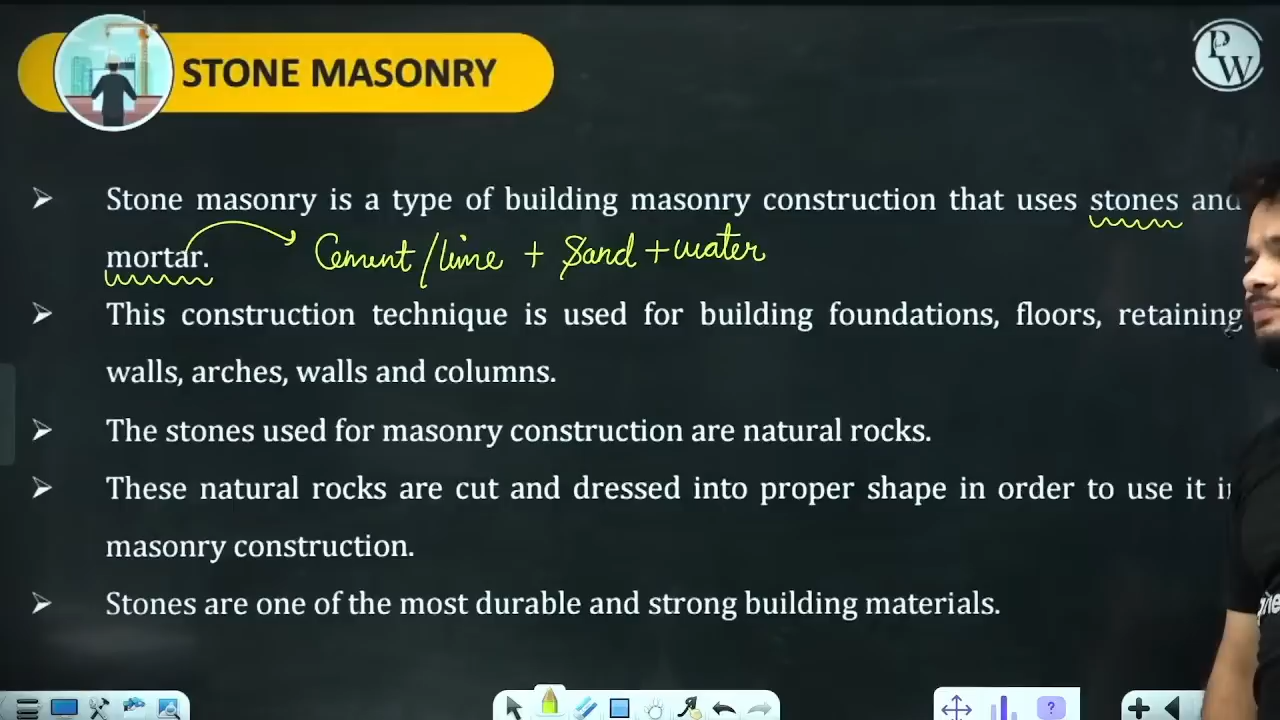 STONE MASONRY
PW
➢ Stone masonry is a type of building masonry construction that uses stones and
mortar. Cement/lime + Sand + water
➢ This construction technique is used for building foundations, floors, retaining
walls, arches, walls and columns.
➢ The stones used for masonry construction are natural rocks.
➢ These natural rocks are cut and dressed into proper shape in order to use it in
masonry construction.
➢ Stones are one of the most durable and strong building materials.